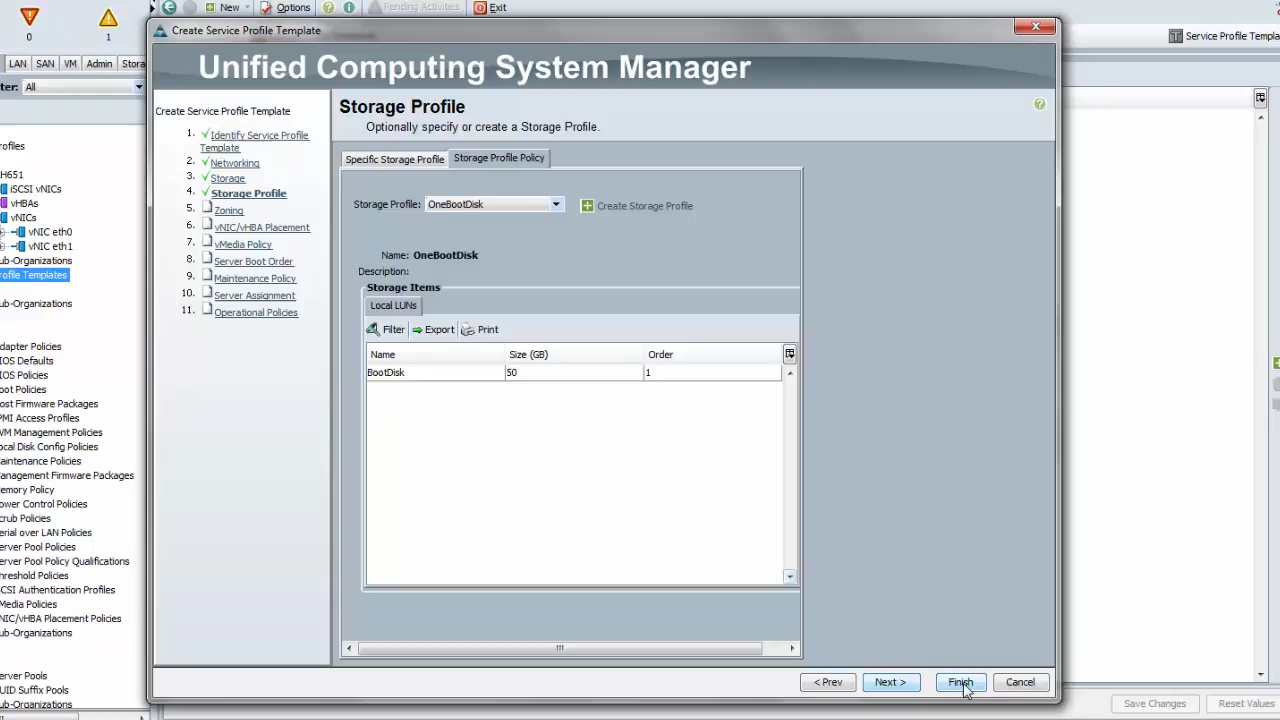 New
Options
Pending Activities
Exit
0
1
Create Service Profile Template
Service Profile Templa
LAN SAN VM Admin Stora
Unified Computing System Manager
ter: All
Create Service Profile Template
1. Identify Service Profile
Template
2. Networking
3. Storage
4. Storage Profile
5. Zoning
6. vNIC/vHBA Placement
7. vMedia Policy
8. Server Boot Order
9. Maintenance Policy
10. Server Assignment
11. Operational Policies
Storage Profile
Optionally specify or create a Storage Profile.
Specific Storage Profile
Storage Profile Policy
Storage Profile: OneBootDisk
Create Storage Profile
Name: OneBootDisk
Description:
Storage Items
Local LUNs
Filter Export Print
Name Size (GB) Order
BootDisk 50 1
< Prev
Next >
Finish
Cancel
ofiles
H651
iSCSI vNICs
vHBAs
vNICs
vNIC eth0
vNIC eth1
ub-Organizations
rofile Templates
ub-Organizations
dapter Policies
IOS Defaults
IOS Policies
oot Policies
ost Firmware Packages
PMI Access Profiles
VM Management Policies
ocal Disk Config Policies
aintenance Policies
anagement Firmware Packages
emory Policy
ower Control Policies
crub Policies
erial over LAN Policies
erver Pool Policies
erver Pool Policy Qualifications
hreshold Policies
SCSI Authentication Profiles
Media Policies
NIC/vHBA Placement Policies
ub-Organizations
erver Pools
UID Suffix Pools
ub-Organizations
Save Changes
Reset Values